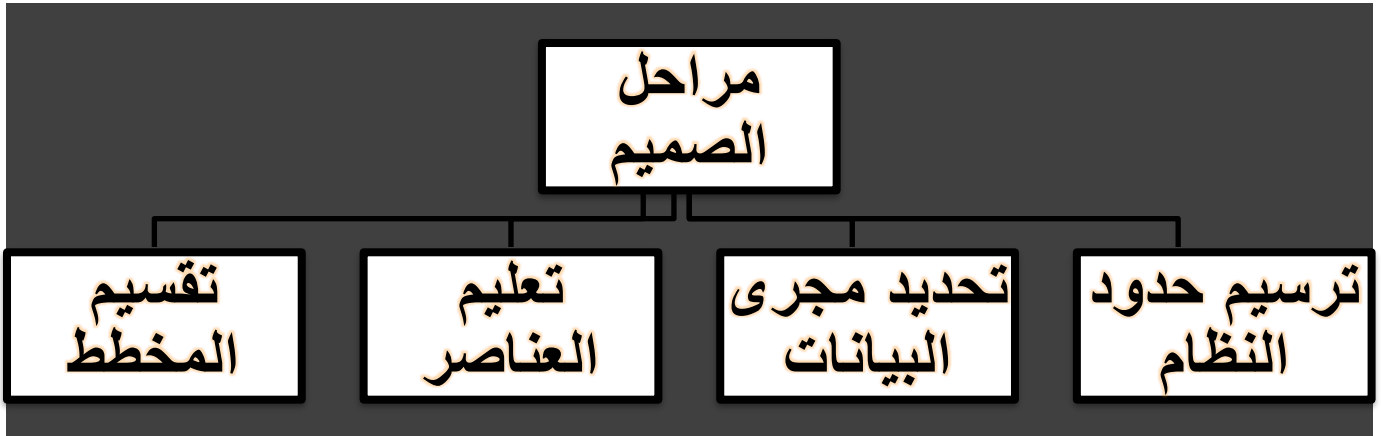 مراحل
الصميم
ترسيم حدود
النظام
تحديد مجرى
البيانات
تعليم
العناصر
تقسيم
المخطط